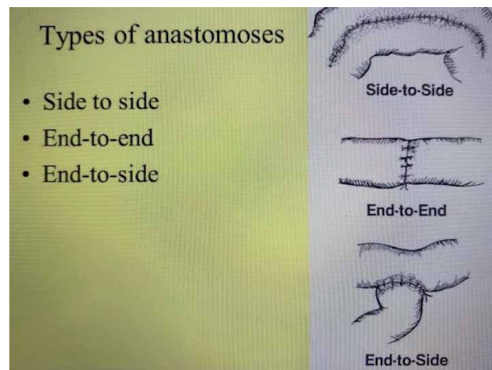 Types of anastomoses
• Side to side
• End-to-end
• End-to-side
Side-to-Side
End-to-End
End-to-Side